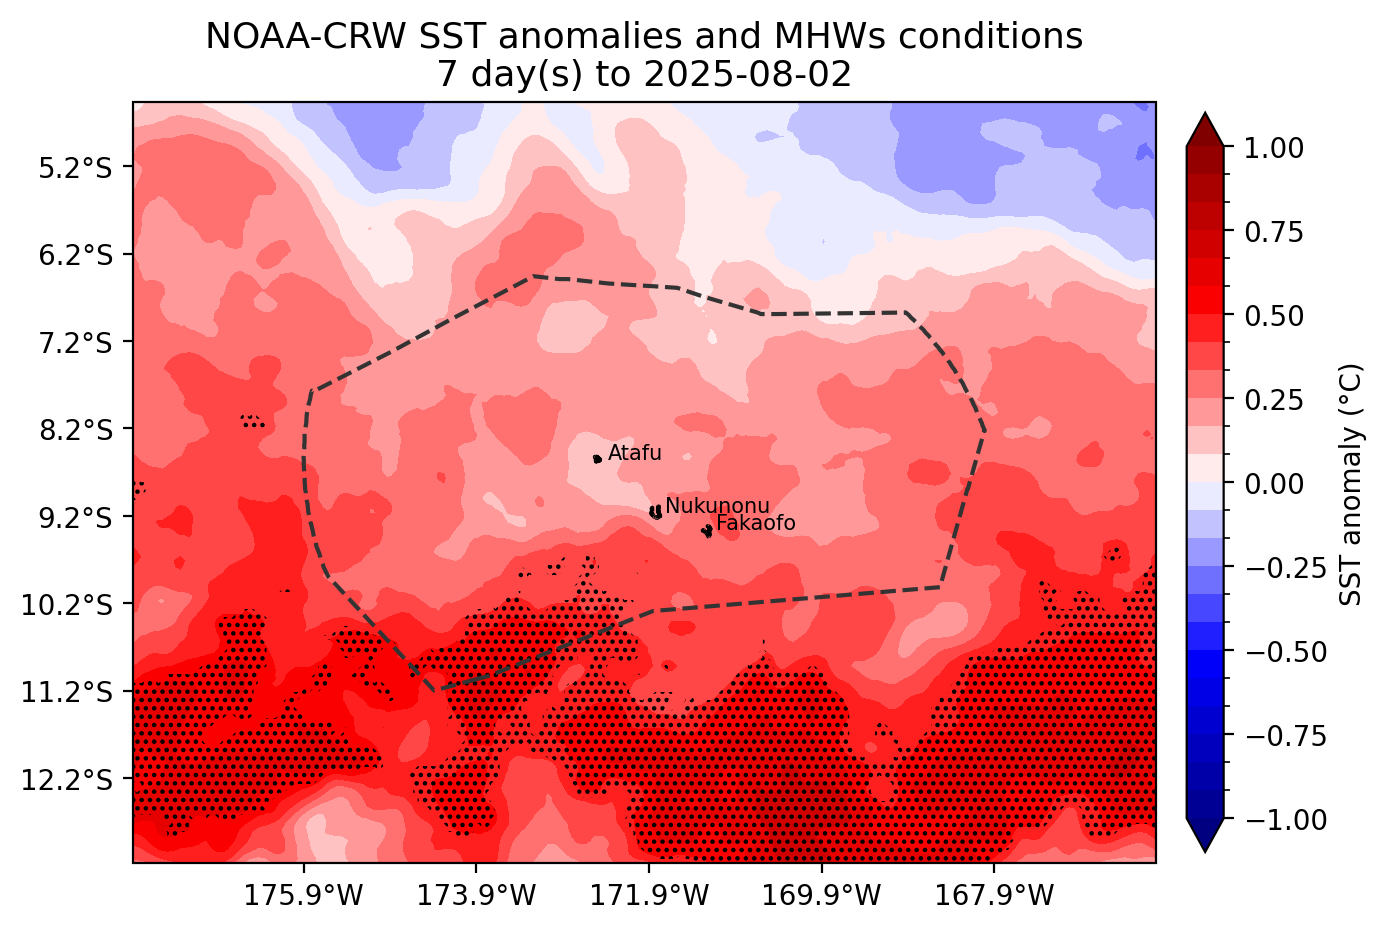 NOAA-CRW SST anomalies and MHWs conditions
7 day(s) to 2025-08-02
5.2°S
6.2°S
7.2°S
8.2°S
9.2°S
10.2°S
11.2°S
12.2°S
Atafu
Nukunonu
Fakaofo
175.9°W
173.9°W
171.9°W
169.9°W
167.9°W
1.00
0.75
0.50
0.25
0.00
−0.25
−0.50
−0.75
−1.00
SST anomaly (°C)